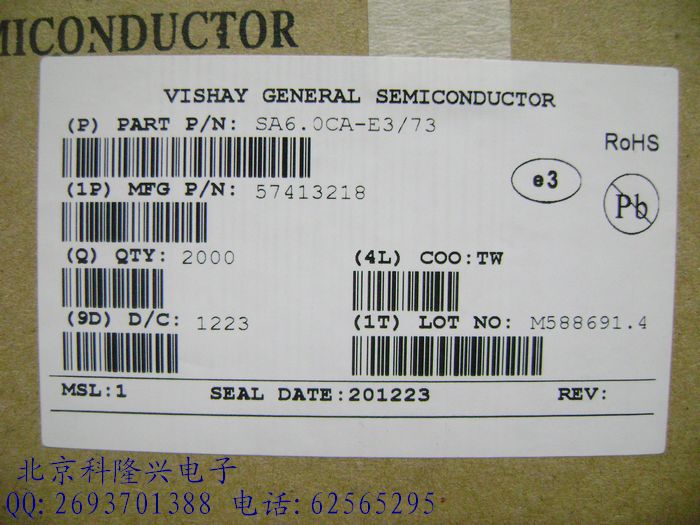 MICONDUCTOR
VISHAY GENERAL SEMICONDUCTOR
(P) PART P/N: SA6.0CA-E3/73
RoHS
(1P) MFG P/N: 57413218
e3
Pb
(Q) QTY: 2000
(4L) COO:TW
(9D) D/C: 1223
(1T) LOT NO: M588691.4
MSL:1 SEAL DATE:201223 REV:
北京科隆兴电子
QQ: 2693701388 电话: 62565295